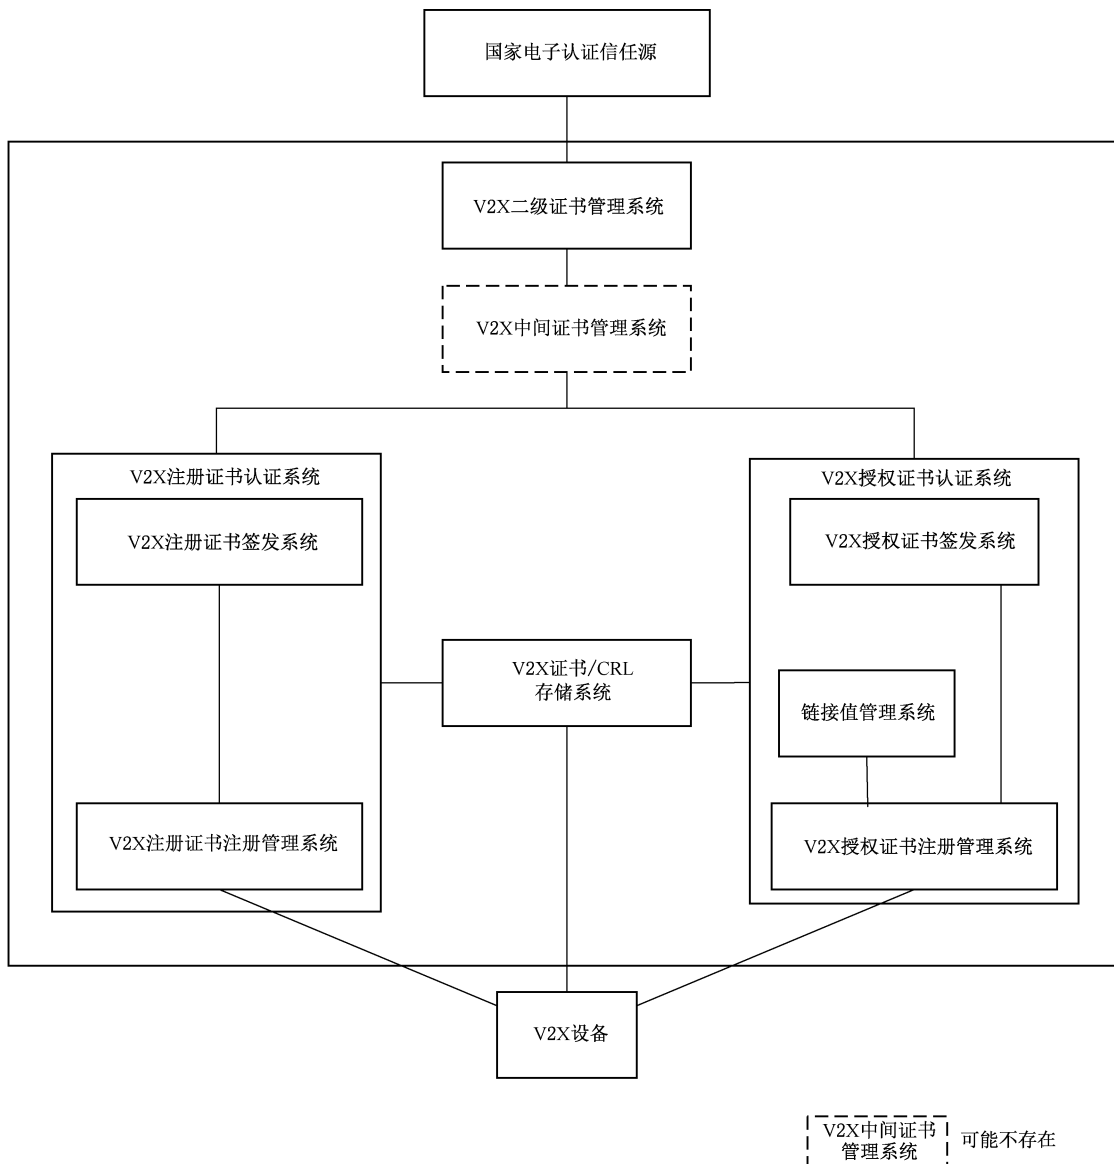 国家电子认证信任源
V2X二级证书管理系统
V2X中间证书管理系统
V2X注册证书认证系统
V2X授权证书认证系统
V2X注册证书签发系统
V2X授权证书签发系统
V2X证书/CRL
存储系统
链接值管理系统
V2X注册证书注册管理系统
V2X授权证书注册管理系统
V2X设备
V2X中间证书
管理系统
可能不存在